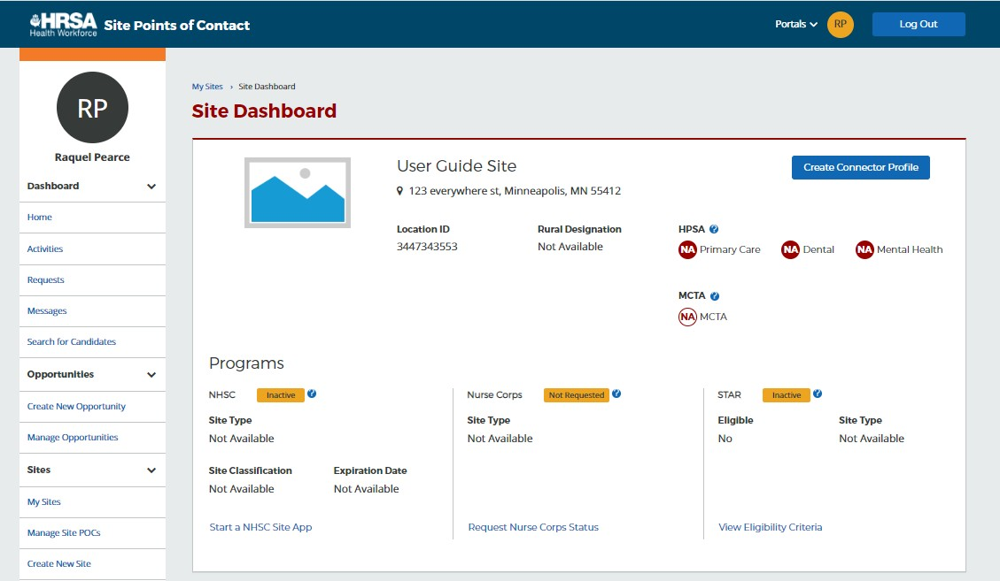 HRSA
Health Workforce
Site Points of Contact
Portals
RP
Log Out
RP
Raquel Pearce
Dashboard
Home
Activities
Requests
Messages
Search for Candidates
Opportunities
Create New Opportunity
Manage Opportunities
Sites
My Sites
Manage Site POCs
Create New Site
My Sites › Site Dashboard
Site Dashboard
User Guide Site
Create Connector Profile
123 everywhere st, Minneapolis, MN 55412
Location ID
3447343553
Rural Designation
Not Available
HPSA ?
NA Primary Care NA Dental NA Mental Health
MCTA ?
NA MCTA
Programs
NHSC Inactive ?
Site Type
Not Available
Site Classification
Not Available
Expiration Date
Not Available
Start a NHSC Site App
Nurse Corps Not Requested ?
Site Type
Not Available
Request Nurse Corps Status
STAR Inactive ?
Eligible
No
Site Type
Not Available
View Eligibility Criteria